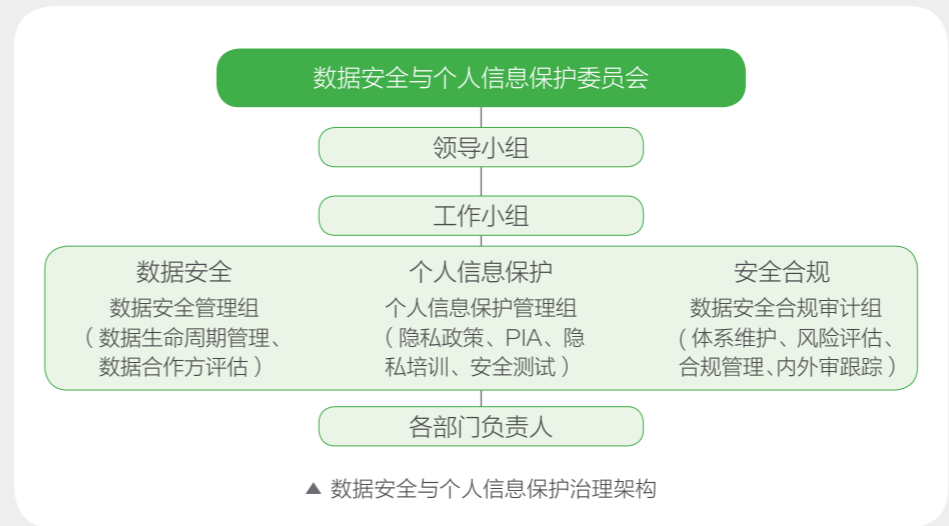 数据安全与个人信息保护委员会
领导小组
工作小组
数据安全
数据安全管理组
（数据生命周期管理、
数据合作方评估）
个人信息保护
个人信息保护管理组
（隐私政策、PIA、隐
私培训、安全测试）
安全合规
数据安全合规审计组
（体系维护、风险评估、
合规管理、内外审跟踪）
各部门负责人
▲ 数据安全与个人信息保护治理架构